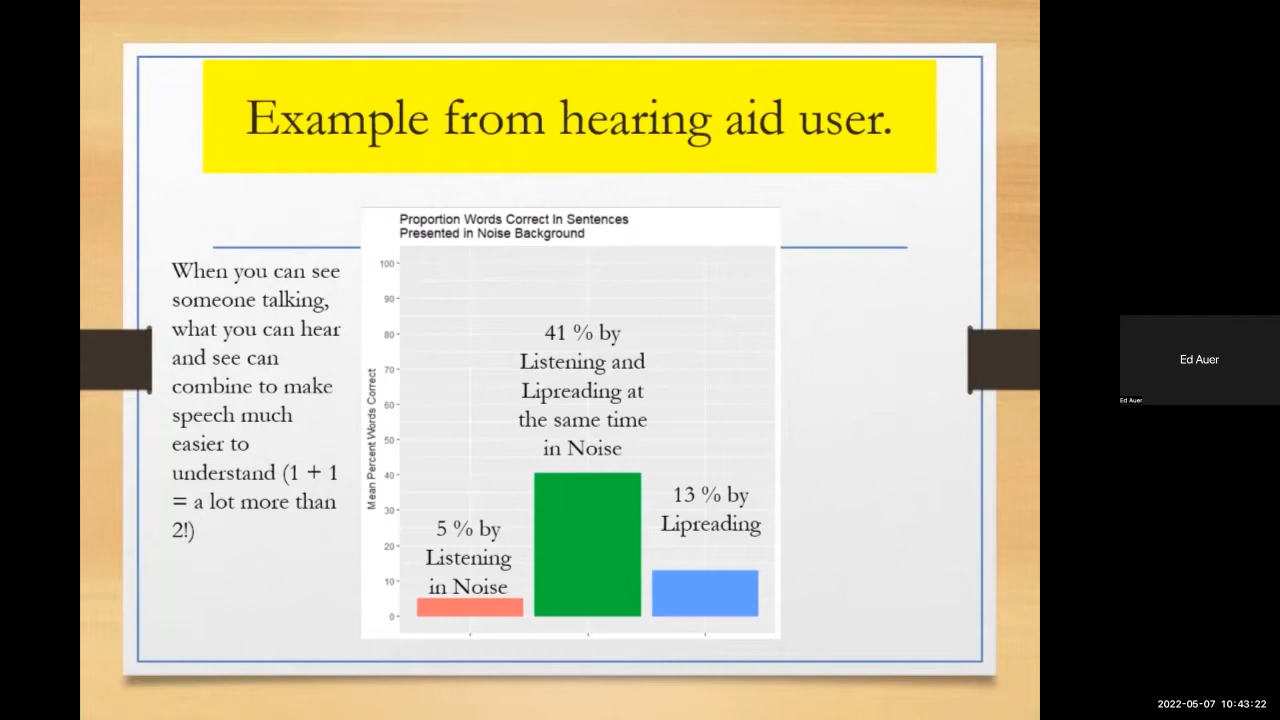 Example from hearing aid user.
When you can see
someone talking,
what you can hear
and see can
combine to make
speech much
easier to
understand (1 + 1
= a lot more than
2!)
Proportion Words Correct In Sentences
Presented in Noise Background
Mean Percent Words Correct
100
90
80
70
60
50
40
30
20
10
0
5 % by
Listening
in Noise
41 % by
Listening and
Lipreading at
the same time
in Noise
13 % by
Lipreading
Ed Auer
Ed Auer
2022-05-07 10:43:22